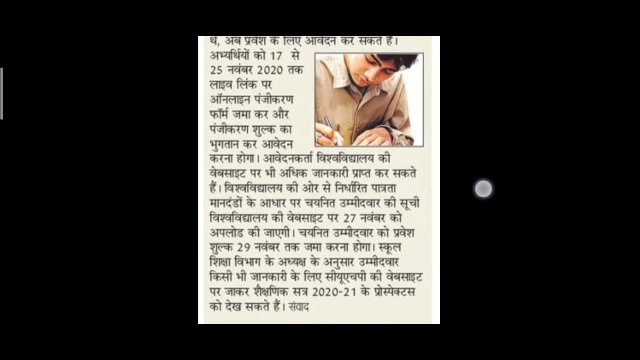 थे, अब प्रवेश के लिए आवेदन कर सकते हैं।
अभ्यर्थियों को 17 से
25 नवंबर 2020 तक
लाइव लिंक पर
ऑनलाइन पंजीकरण
फॉर्म जमा कर और
पंजीकरण शुल्क का
भुगतान कर आवेदन
करना होगा। आवेदनकर्ता विश्वविद्यालय की
वेबसाइट पर भी अधिक जानकारी प्राप्त कर सकते
हैं। विश्वविद्यालय की ओर से निर्धारित पात्रता
मानदंडों के आधार पर चयनित उम्मीदवार की सूची
विश्वविद्यालय की वेबसाइट पर 27 नवंबर को
अपलोड की जाएगी। चयनित उम्मीदवार को प्रवेश
शुल्क 29 नवंबर तक जमा करना होगा। स्कूल
शिक्षा विभाग के अध्यक्ष के अनुसार उम्मीदवार
किसी भी जानकारी के लिए सीयूएचपी की वेबसाइट
पर जाकर शैक्षणिक सत्र 2020-21 के प्रोस्पेक्टस
को देख सकते हैं। संवाद